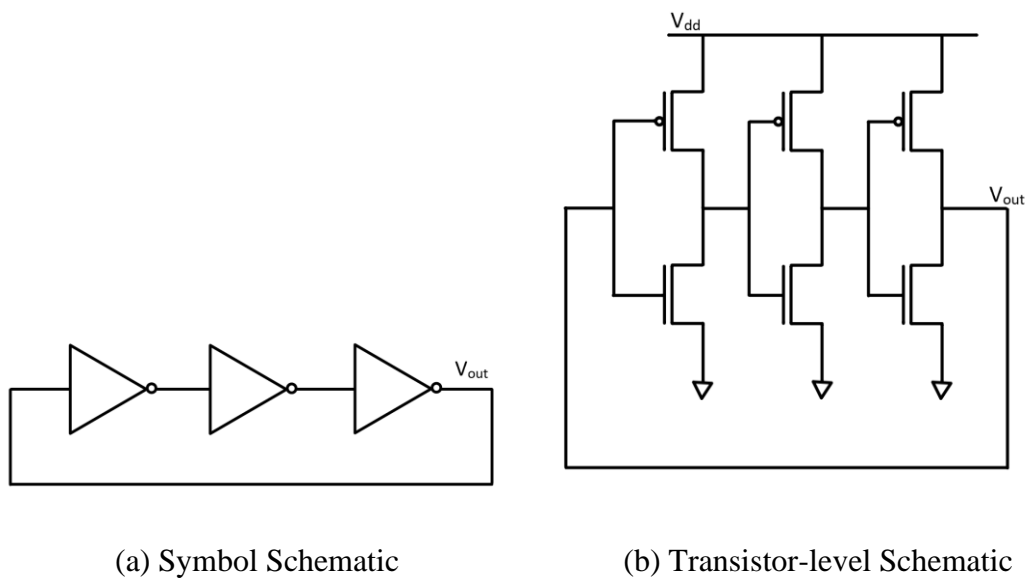 V_dd
V_out
V_out
(a) Symbol Schematic
(b) Transistor-level Schematic